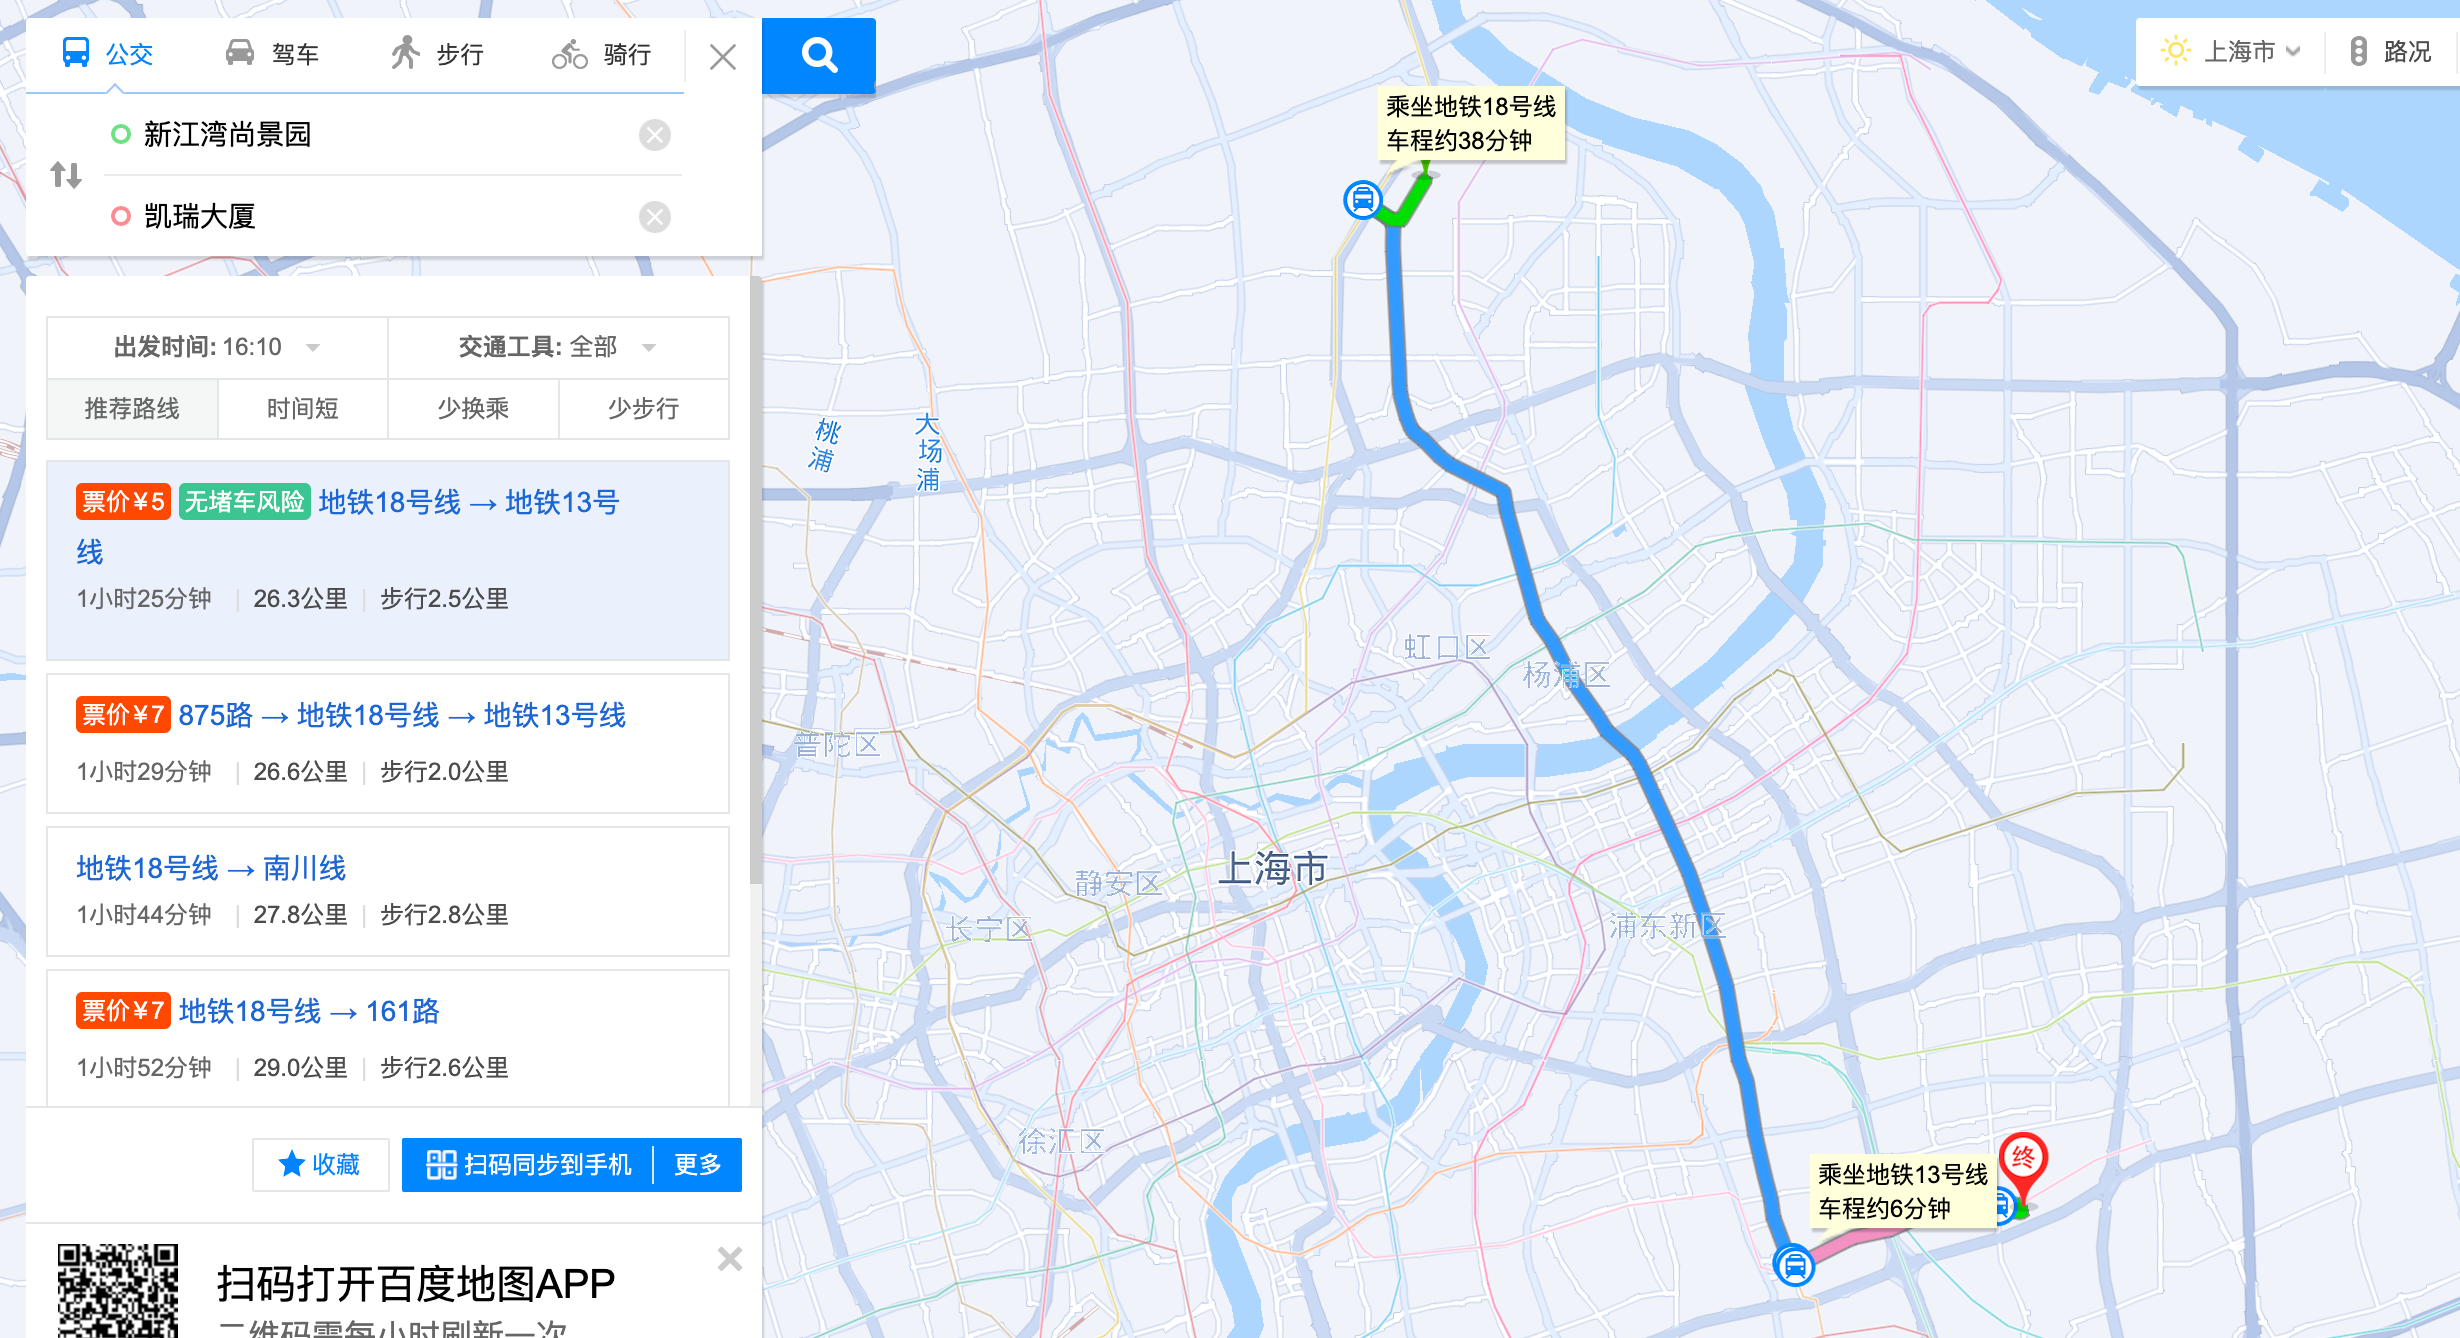 公交 驾车 步行 骑行
新江湾尚景园
凯瑞大厦
出发时间: 16:10 交通工具: 全部
推荐路线 时间短 少换乘 少步行
票价¥5 无堵车风险 地铁18号线 → 地铁13号
线
1小时25分钟 | 26.3公里 | 步行2.5公里
票价¥7 875路 → 地铁18号线 → 地铁13号线
1小时29分钟 | 26.6公里 | 步行2.0公里
地铁18号线 → 南川线
1小时44分钟 | 27.8公里 | 步行2.8公里
票价¥7 地铁18号线 → 161路
1小时52分钟 | 29.0公里 | 步行2.6公里
收藏 扫码同步到手机 更多
扫码打开百度地图APP
二维码需每小时刷新一次
上海市 路况
乘坐地铁18号线
车程约38分钟
桃浦
大场浦
虹口区
杨浦区
普陀区
上海市
静安区
长宁区
浦东新区
徐汇区
乘坐地铁13号线
车程约6分钟
终